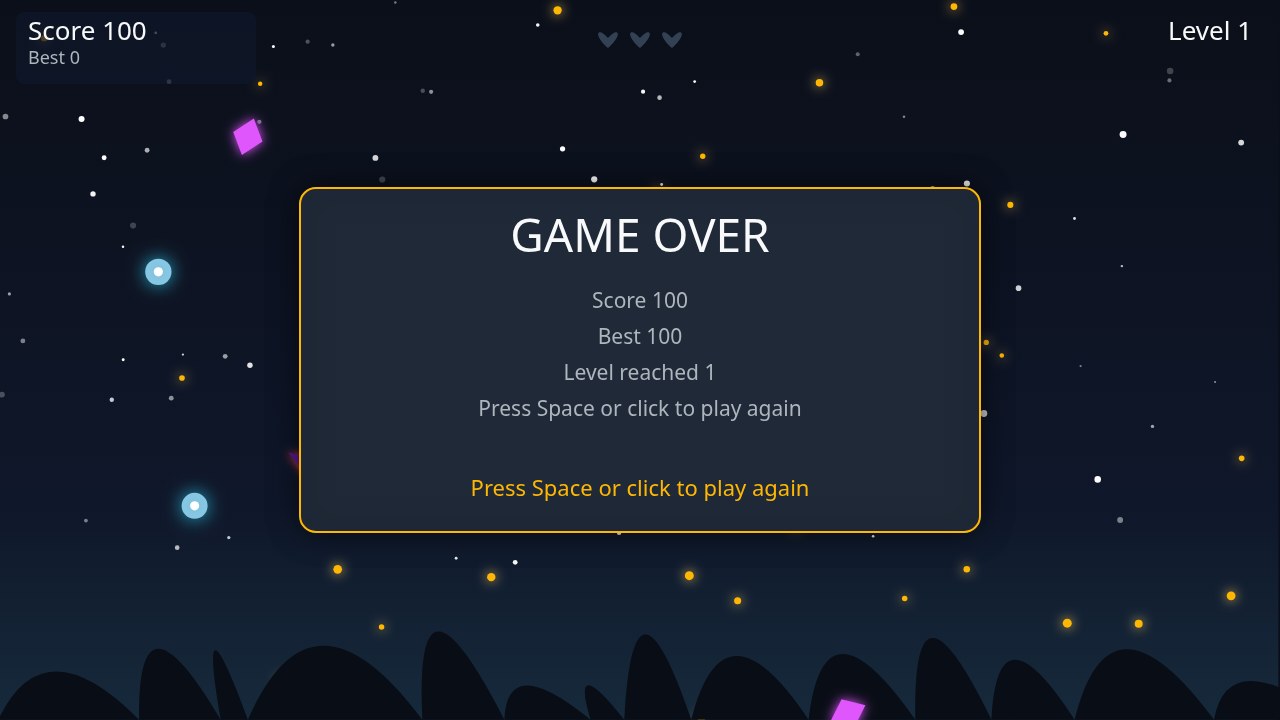 Score 100
Best 0
Level 1
GAME OVER
Score 100
Best 100
Level reached 1
Press Space or click to play again
Press Space or click to play again